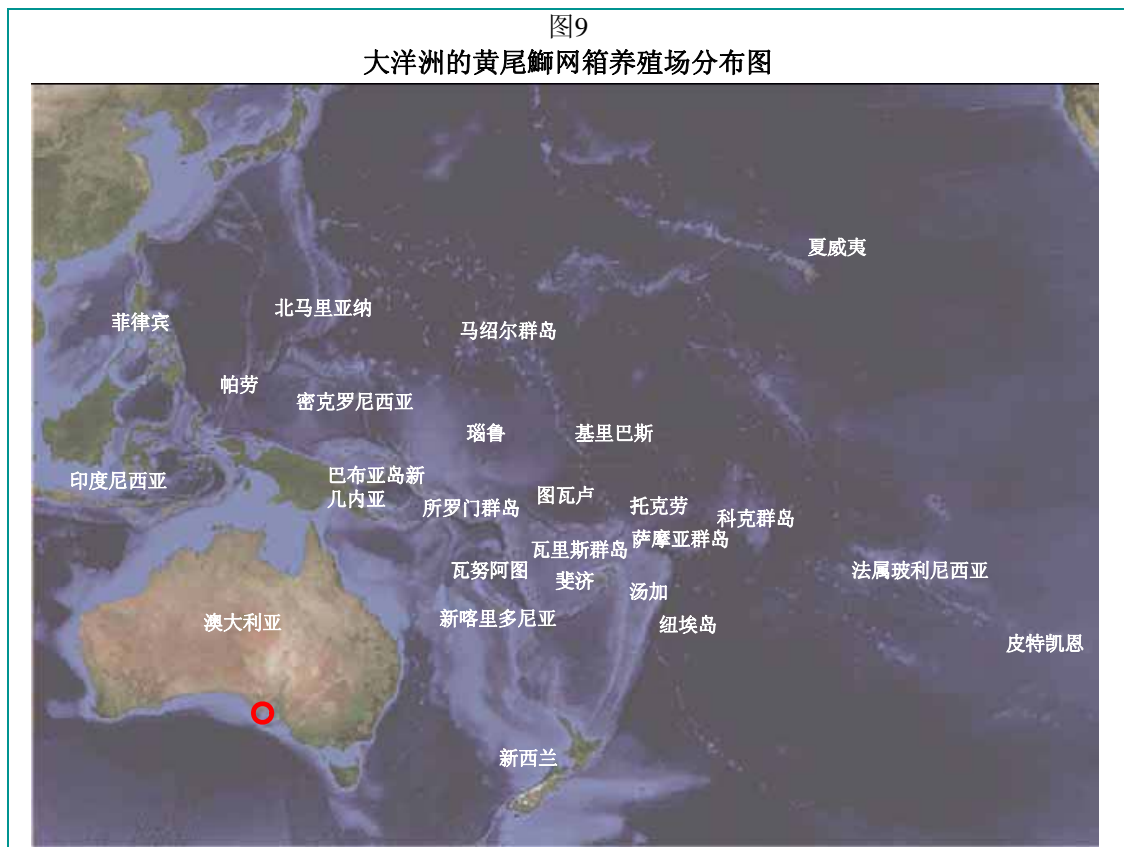 图9
大洋洲的黄尾鰤网箱养殖场分布图
夏威夷
北马里亚纳
菲律宾
马绍尔群岛
帕劳
密克罗尼西亚
瑙鲁
基里巴斯
印度尼西亚
巴布亚岛新
几内亚
所罗门群岛
图瓦卢
托克劳
科克群岛
萨摩亚群岛
瓦里斯群岛
瓦努阿图
斐济
法属玻利尼西亚
汤加
新喀里多尼亚
澳大利亚
纽埃岛
皮特凯恩
新西兰